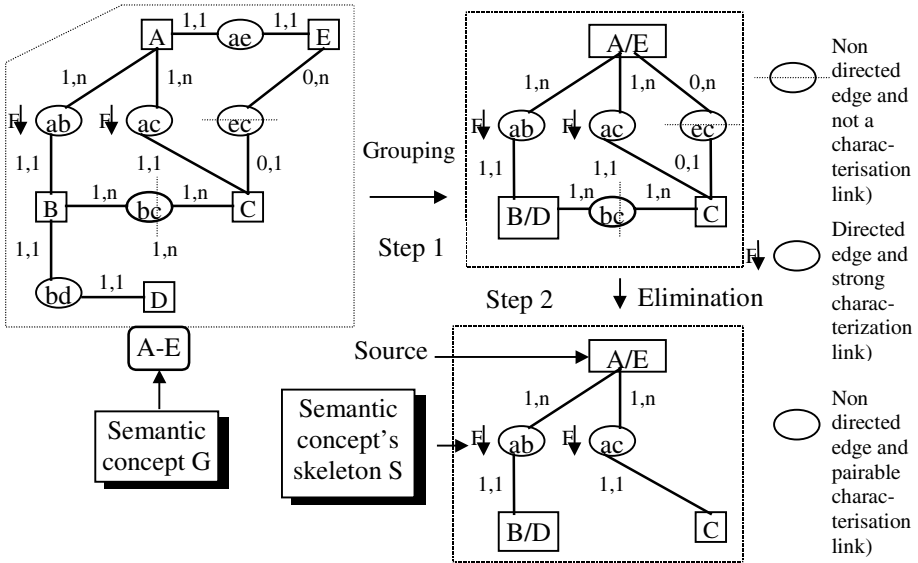 1,1
1,1
A
ae
E
1,n
1,n
0,n
F
ab
F
ac
ec
1,1
1,1
0,1
B
1,n
bc
1,n
C
1,1
1,n
bd
1,1
D
A-E
Semantic
concept G
Grouping
Step 1
A/E
1,n
1,n
0,n
F
ab
F
ac
ec
1,1
1,1
0,1
B/D
1,n
bc
1,n
C
Step 2
Elimination
Source
A/E
Semantic
concept's
skeleton S
1,n
1,n
F
ab
F
ac
1,1
1,1
B/D
C
Non
directed
edge and
not a
charac-
terisation
link)
F
Directed
edge and
strong
charac-
terization
link)
Non
directed
edge and
pairable
charac-
terisation
link)